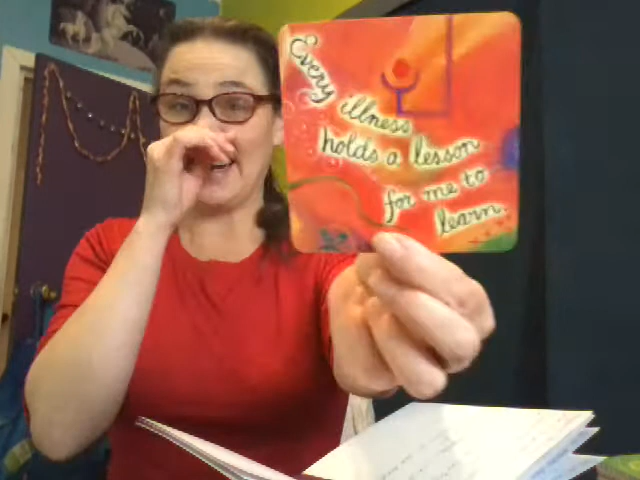 Every
illness
holds a lesson
for me to
learn.